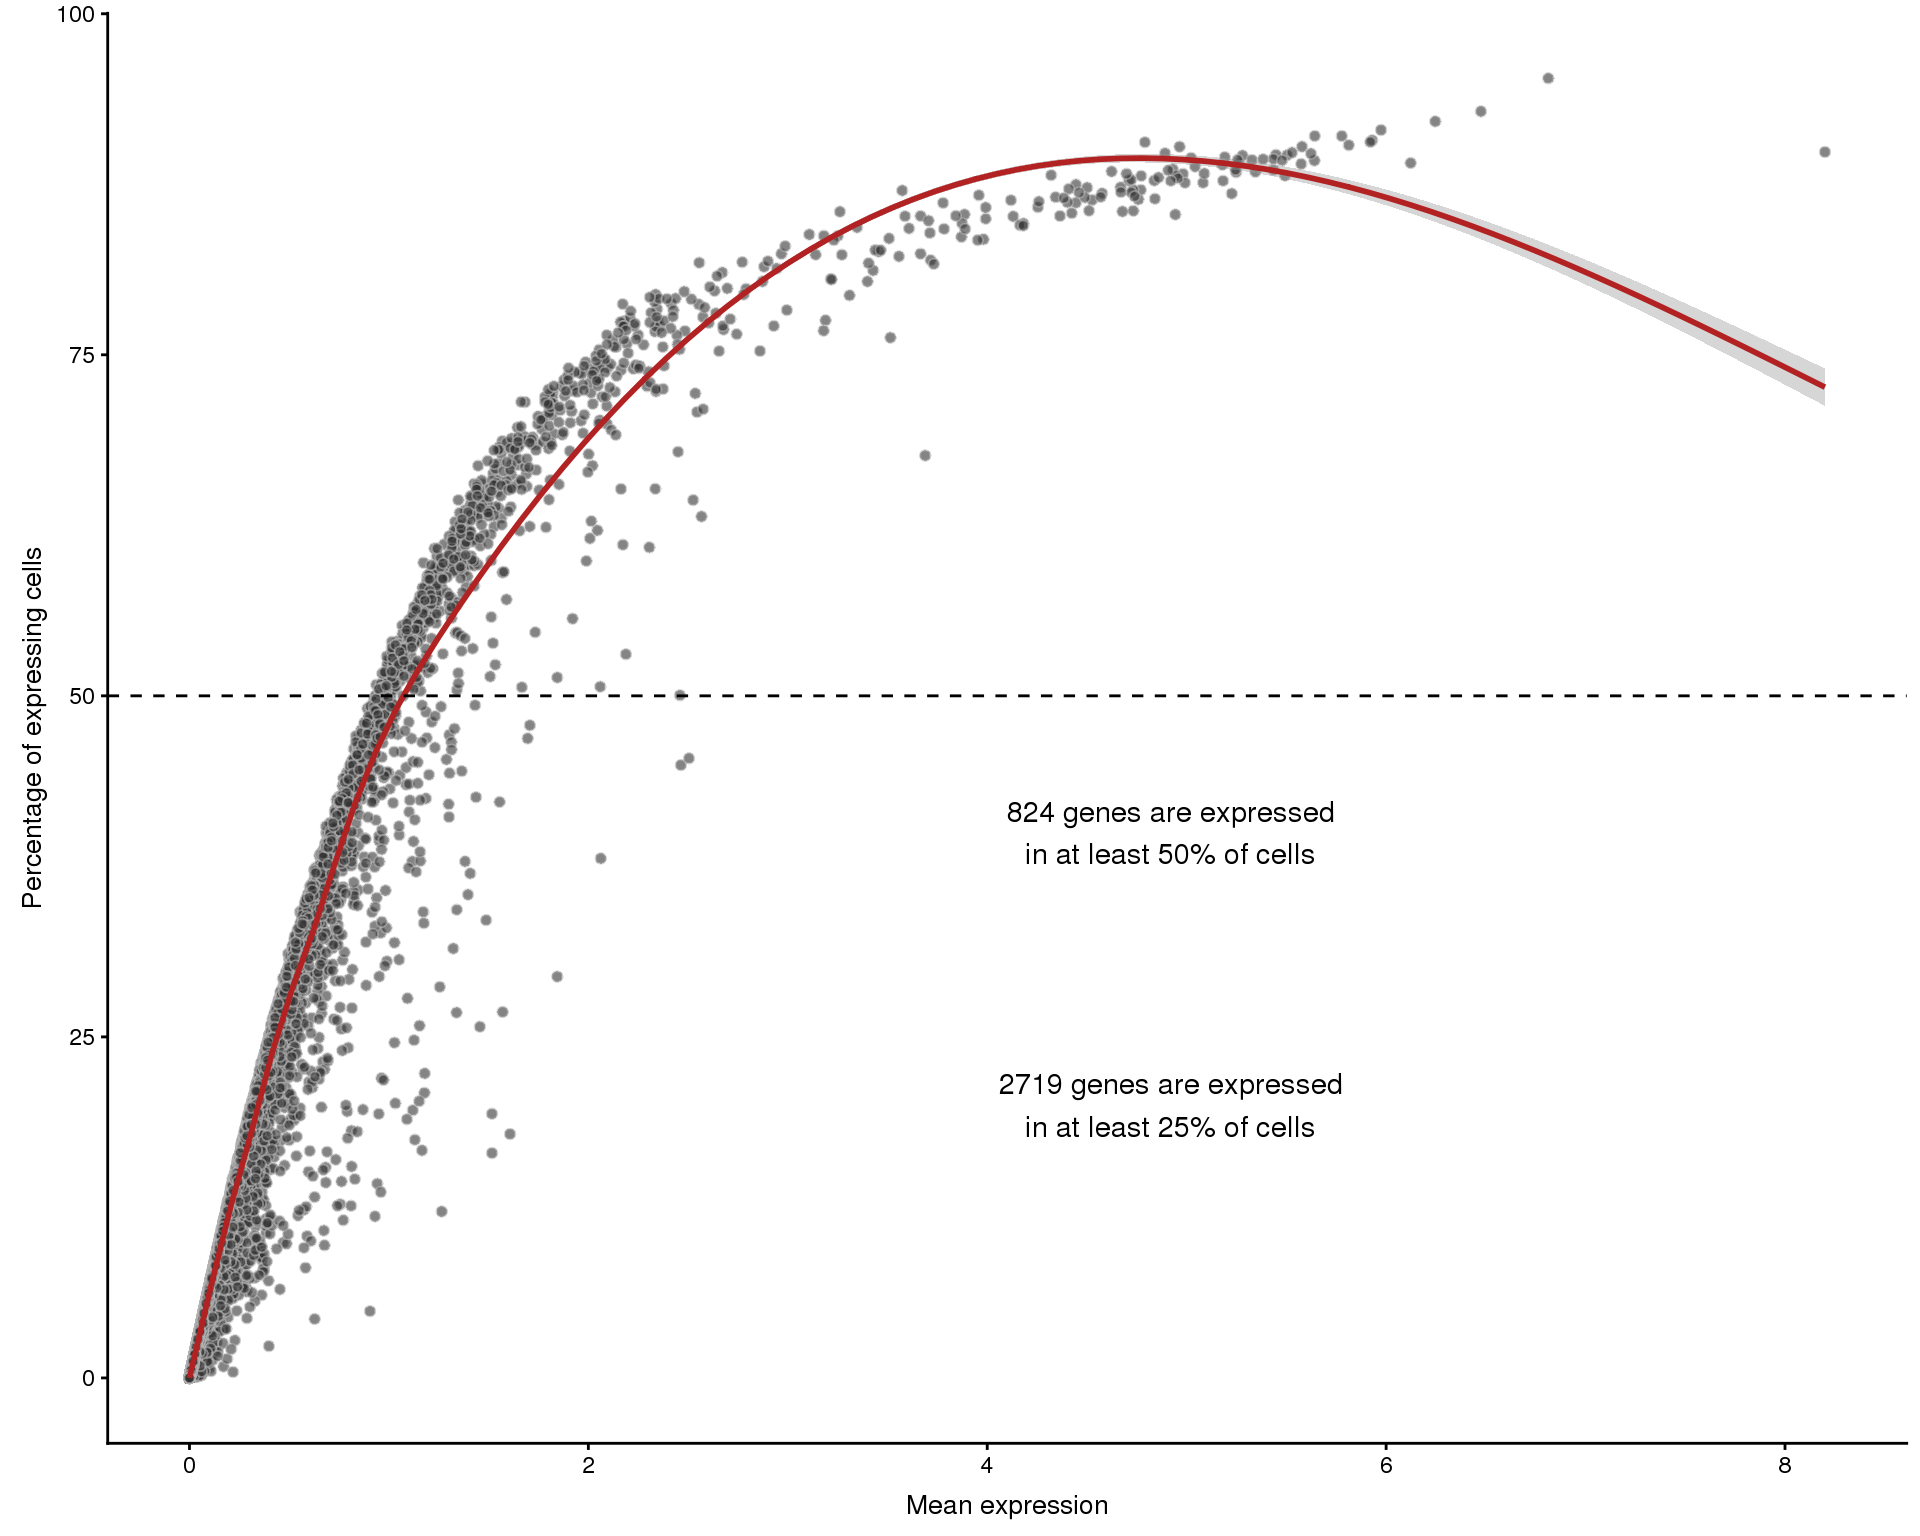 100
75
50
25
0
Percentage of expressing cells
824 genes are expressed
in at least 50% of cells
2719 genes are expressed
in at least 25% of cells
0 2 4 6 8
Mean expression